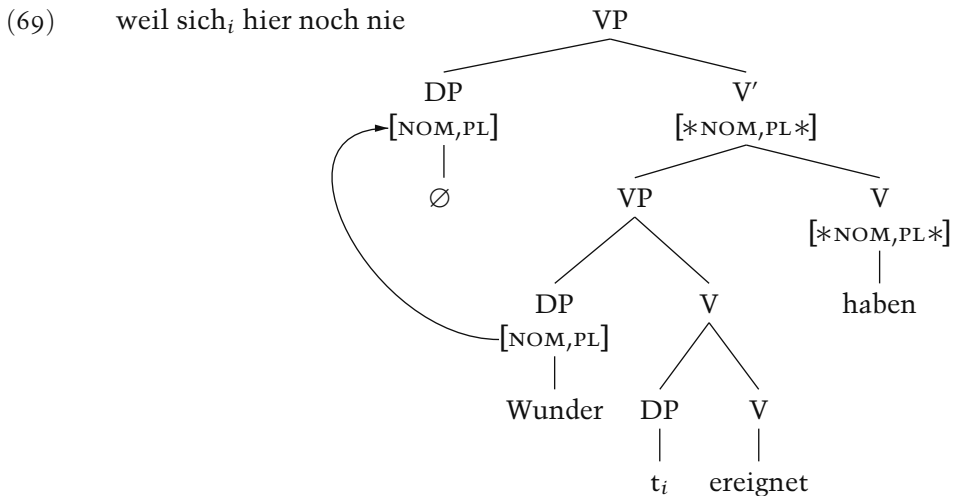 (69) weil sichᵢ hier noch nie VP
DP V′
[NOM,PL] [*NOM,PL*]
∅ VP V
[*NOM,PL*]
DP V haben
[NOM,PL]
Wunder DP V
tᵢ ereignet